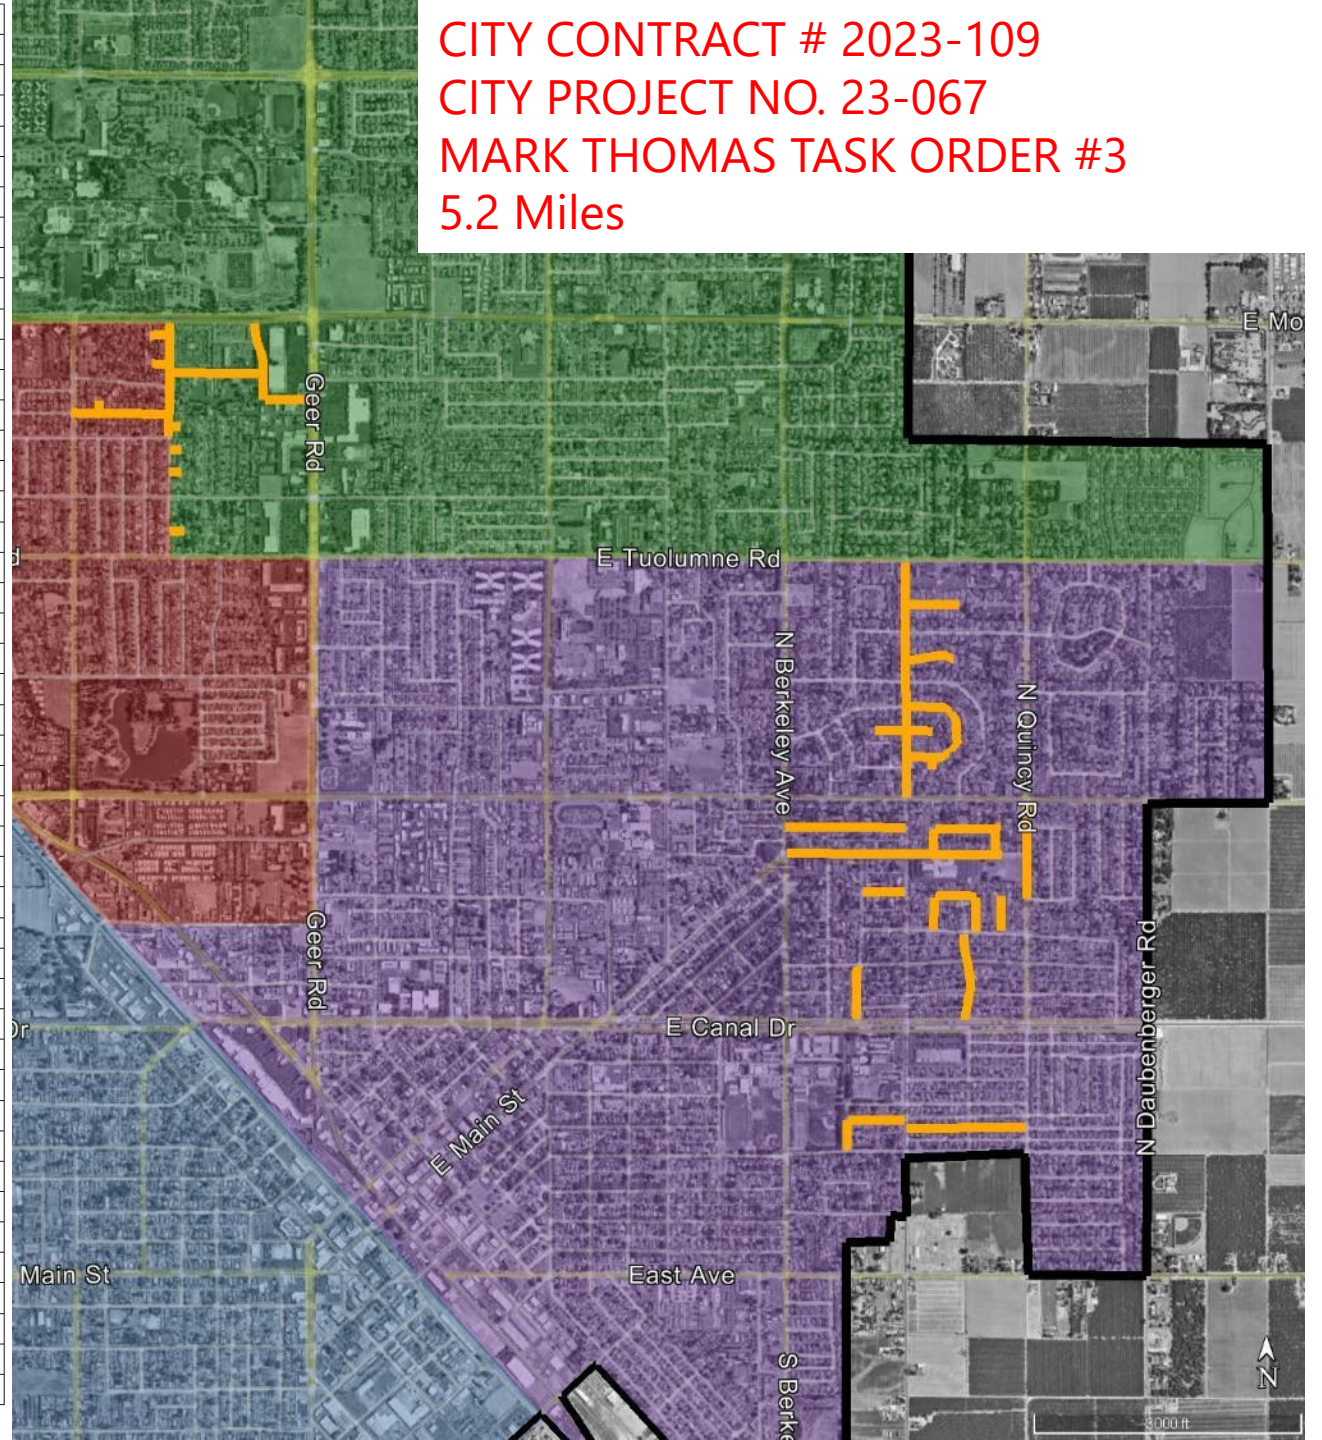 CITY CONTRACT # 2023-109
CITY PROJECT NO. 23-067
MARK THOMAS TASK ORDER #3
5.2 Miles
E Mo
Geer Rd
d
E Tuolumne Rd
N Berkeley Ave
N Quincy Rd
Geer Rd
N Daubenberger Rd
Dr
E Canal Dr
E Main St
Main St
East Ave
S Berke
N
3000 ft